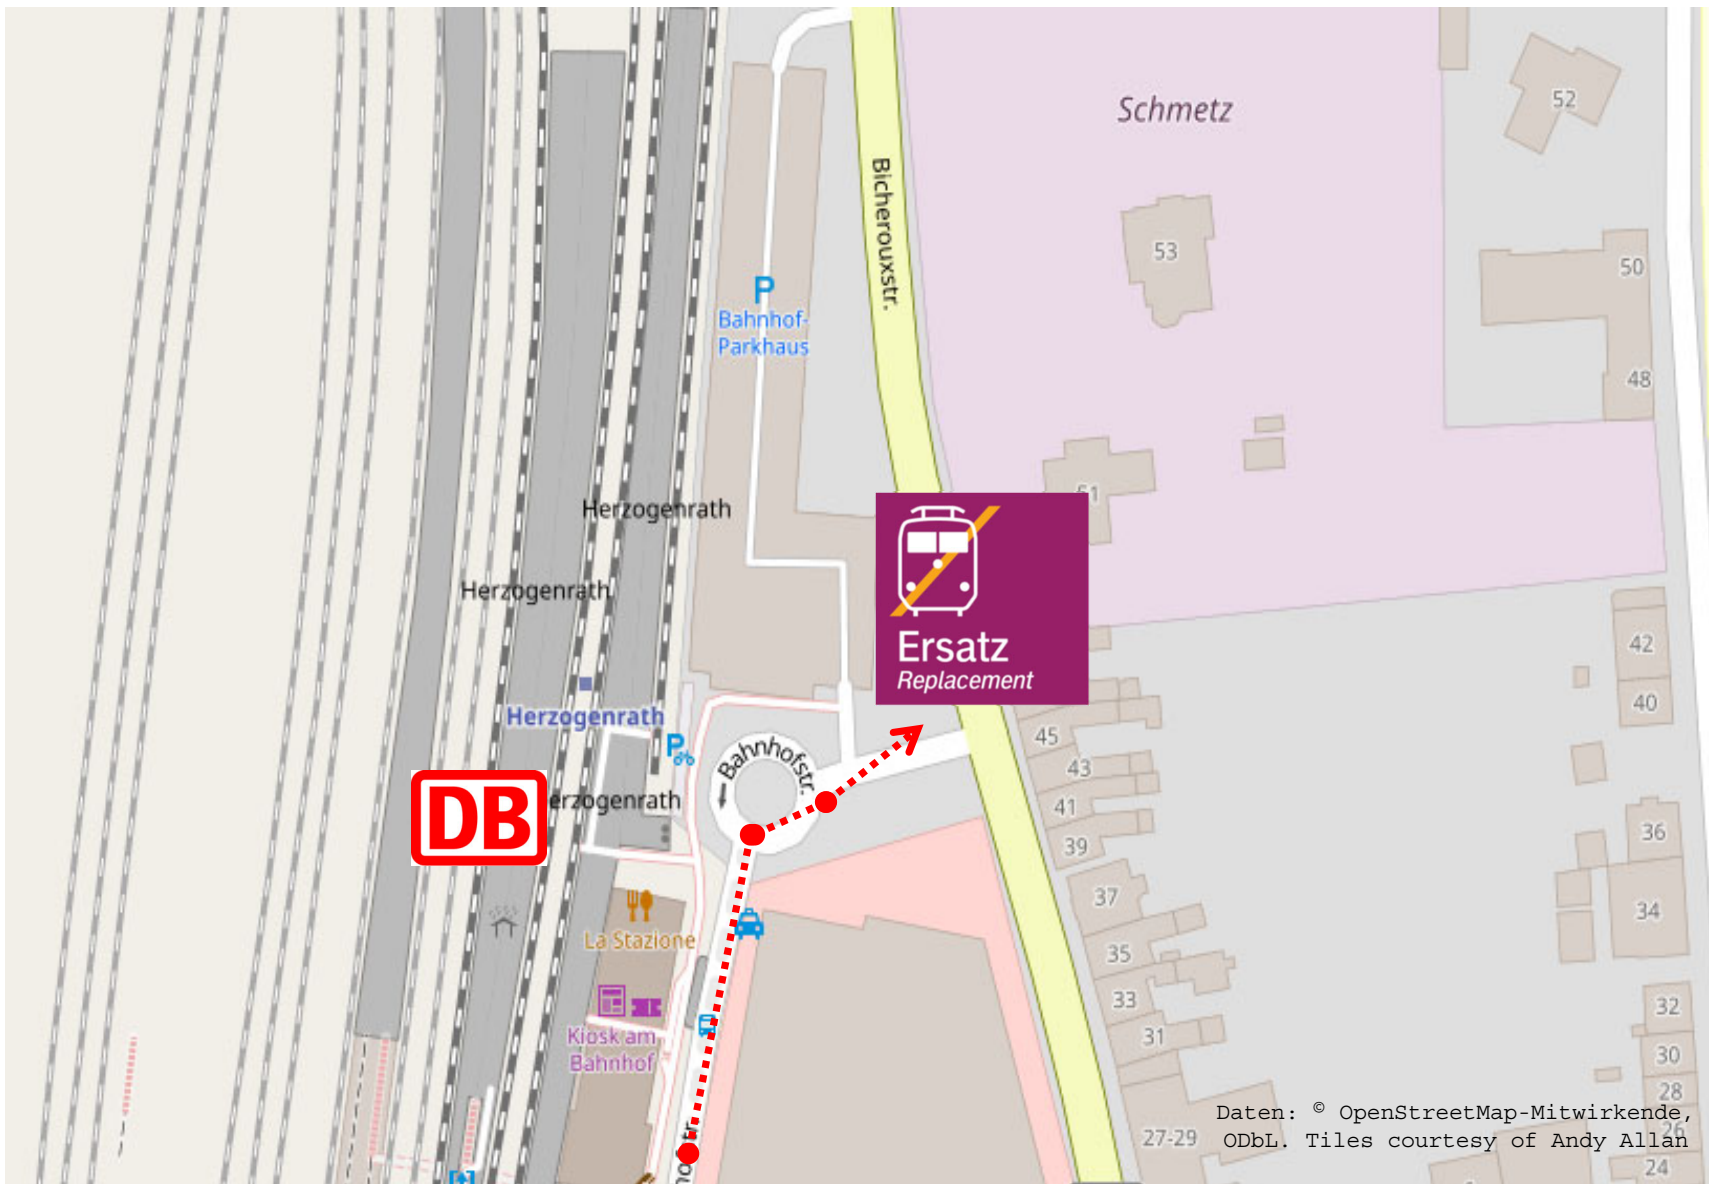 Schmetz
52
Bicherouxstr.
53
50
P
Bahnhof-
Parkhaus
48
51
Herzogenrath
Herzogenrath
Ersatz
Replacement
42
40
Herzogenrath
P
45
Bahnhofstr.
43
DB
erzogenrath
41
36
39
37
34
La Stazione
35
33
32
Kiosk am
Bahnhof
31
30
28
Daten: © OpenStreetMap-Mitwirkende,
ODbL. Tiles courtesy of Andy Allan
26
27-29
24